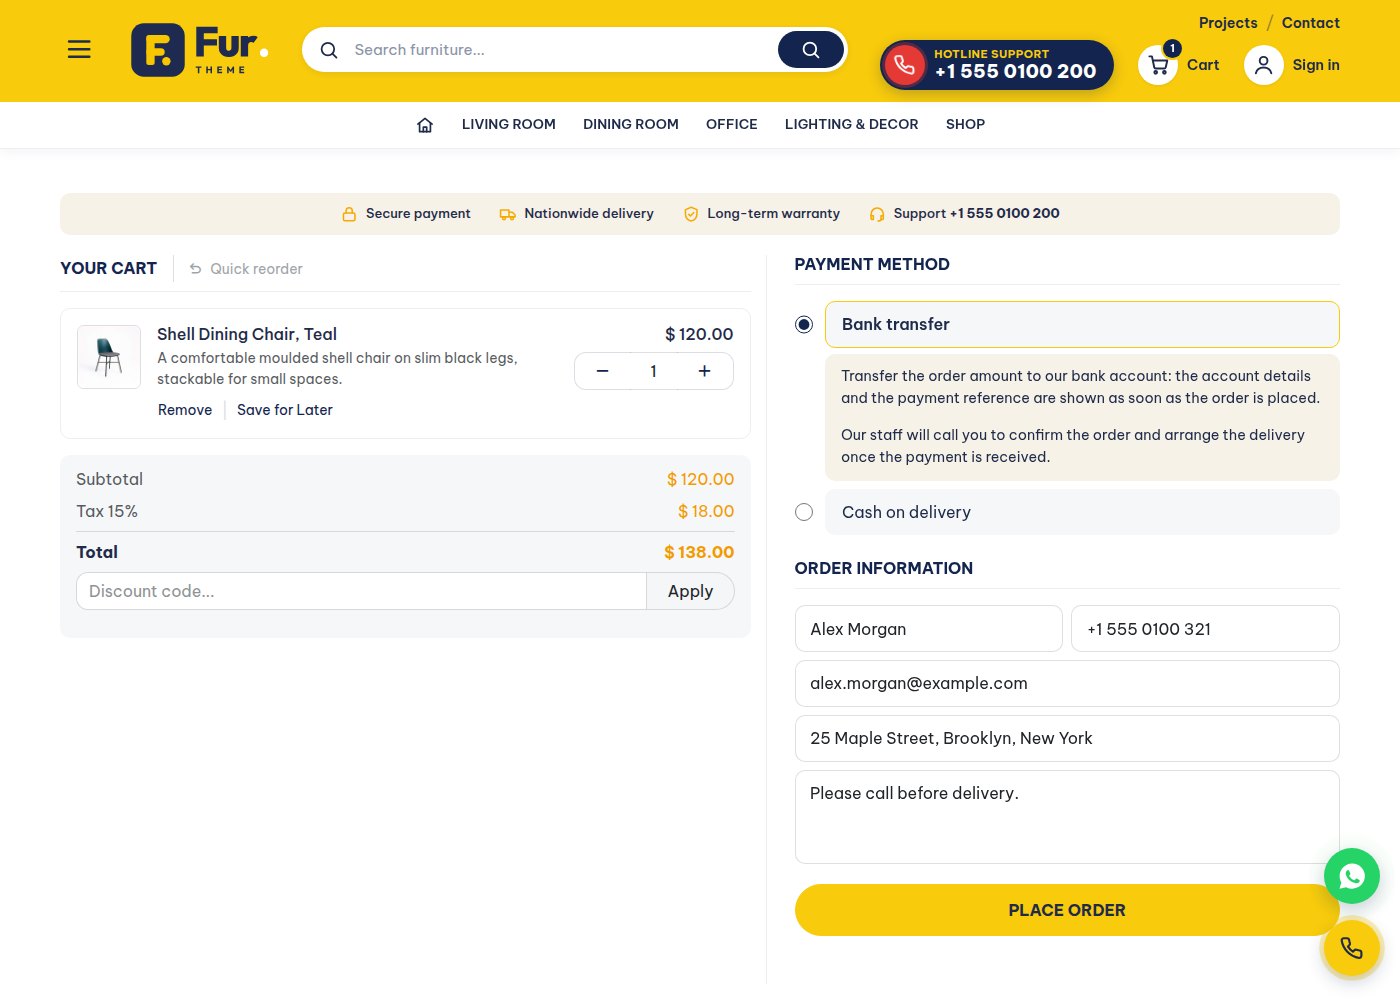 Projects / Contact
F. Fur.
THEME
Search furniture...
HOTLINE SUPPORT
+1 555 0100 200
1
Cart
Sign in
LIVING ROOM
DINING ROOM
OFFICE
LIGHTING & DECOR
SHOP
Secure payment
Nationwide delivery
Long-term warranty
Support +1 555 0100 200
YOUR CART
Quick reorder
Shell Dining Chair, Teal
$ 120.00
A comfortable moulded shell chair on slim black legs,
stackable for small spaces.
− 1 +
Remove
Save for Later
Subtotal
$ 120.00
Tax 15%
$ 18.00
Total
$ 138.00
Discount code...
Apply
PAYMENT METHOD
Bank transfer
Transfer the order amount to our bank account: the account details
and the payment reference are shown as soon as the order is placed.
Our staff will call you to confirm the order and arrange the delivery
once the payment is received.
Cash on delivery
ORDER INFORMATION
Alex Morgan
+1 555 0100 321
alex.morgan@example.com
25 Maple Street, Brooklyn, New York
Please call before delivery.
PLACE ORDER